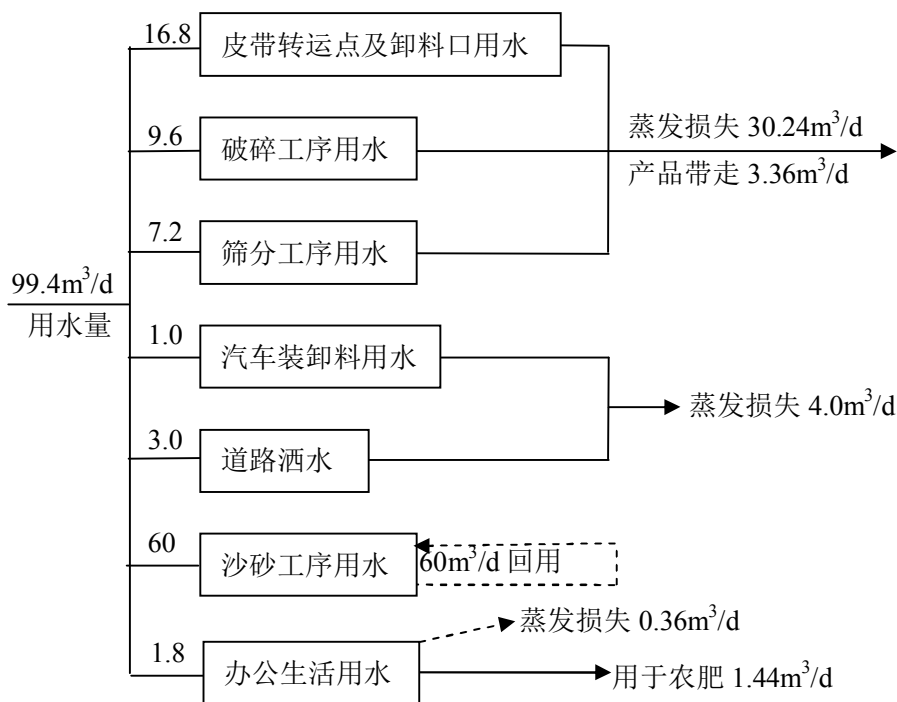 16.8
皮带转运点及卸料口用水
蒸发损失 30.24m³/d
9.6
破碎工序用水
产品带走 3.36m³/d
7.2
筛分工序用水
99.4m³/d
用水量
1.0
汽车装卸料用水
蒸发损失 4.0m³/d
3.0
道路洒水
60
沙砂工序用水
60m³/d 回用
蒸发损失 0.36m³/d
1.8
办公生活用水
用于农肥 1.44m³/d